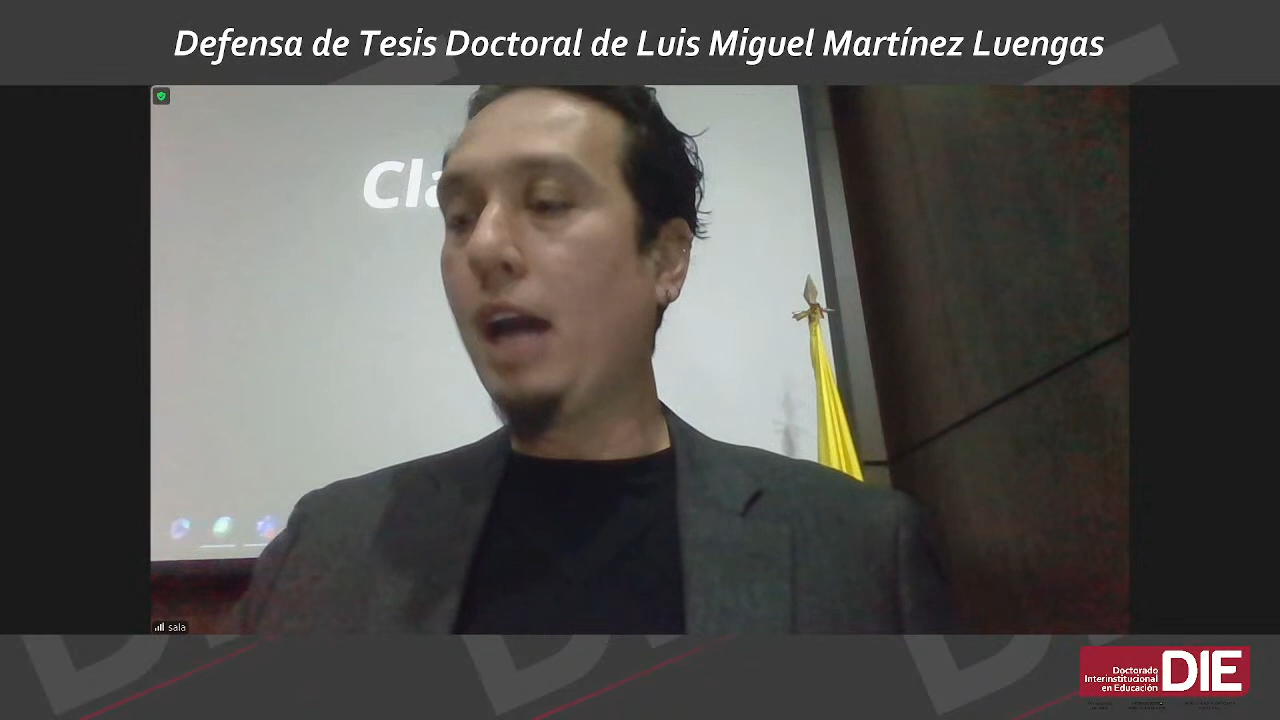 Defensa de Tesis Doctoral de Luis Miguel Martínez Luengas
Cla
sala
Doctorado
Interinstitucional
en Educación
DIE